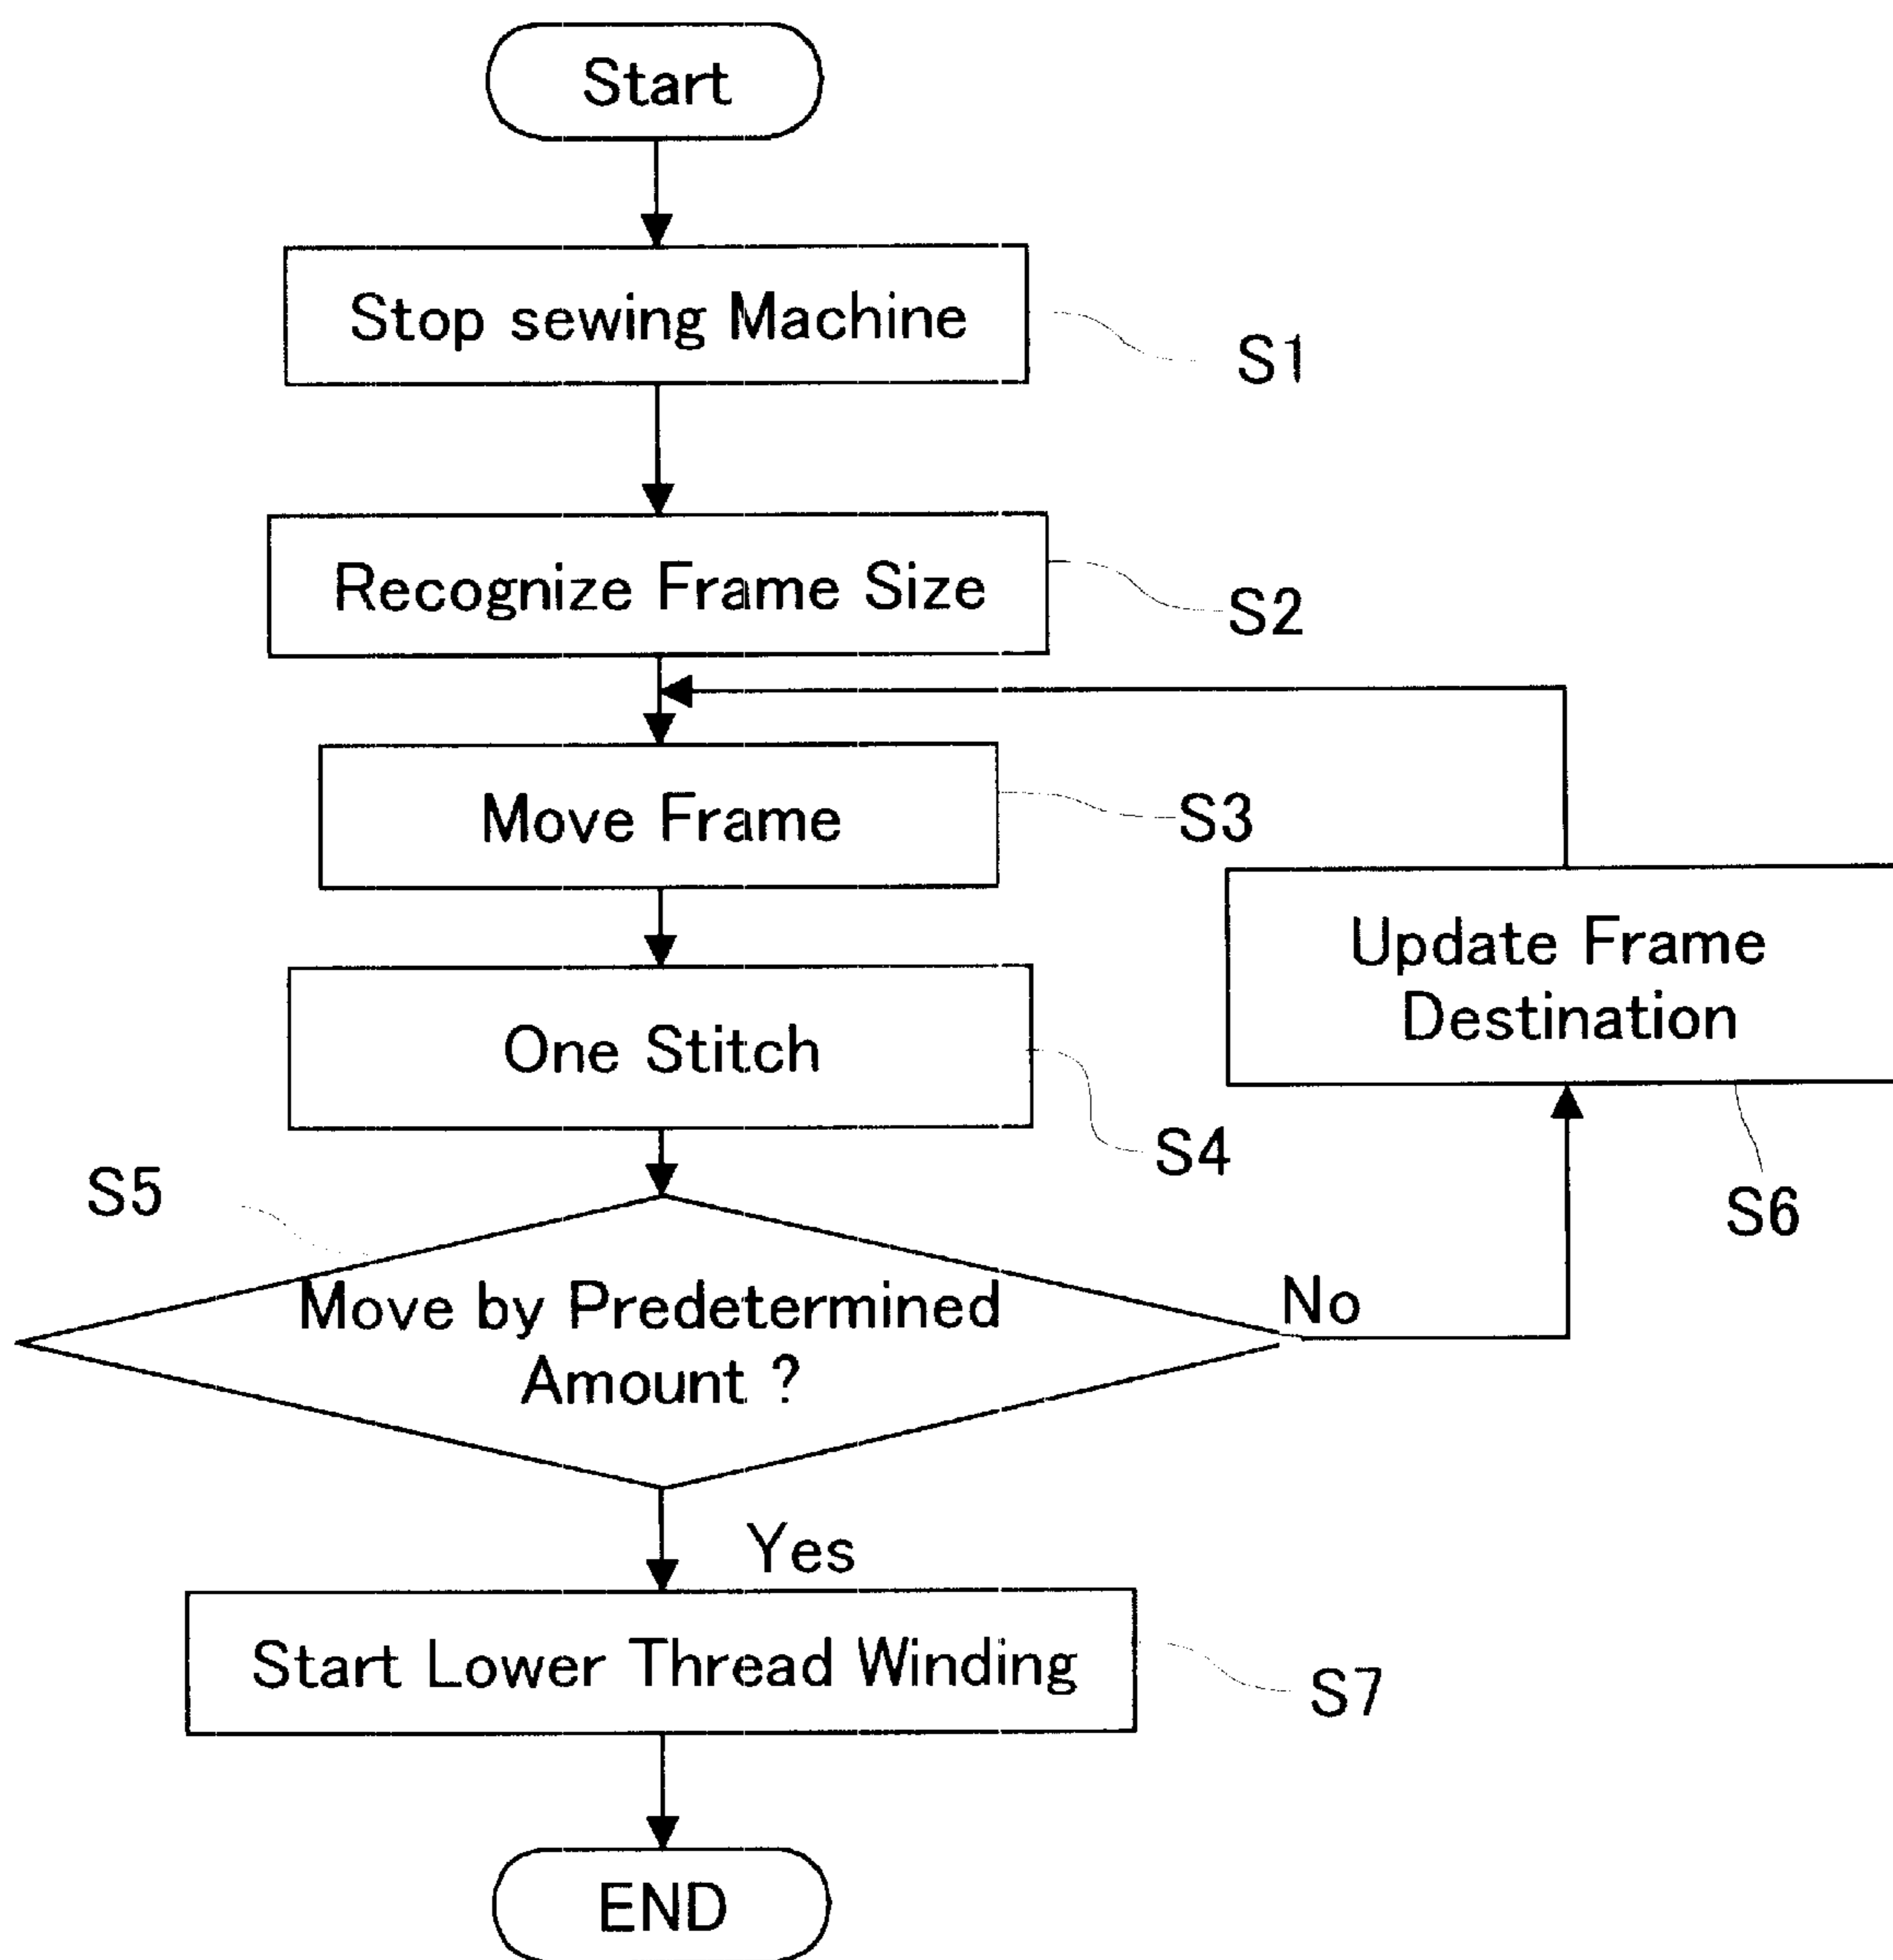 Start
Stop sewing Machine
S1
Recognize Frame Size
S2
Move Frame
S3
Update Frame
Destination
One Stitch
S4
S5
S6
Move by Predetermined
Amount ?
No
Yes
Start Lower Thread Winding
S7
END